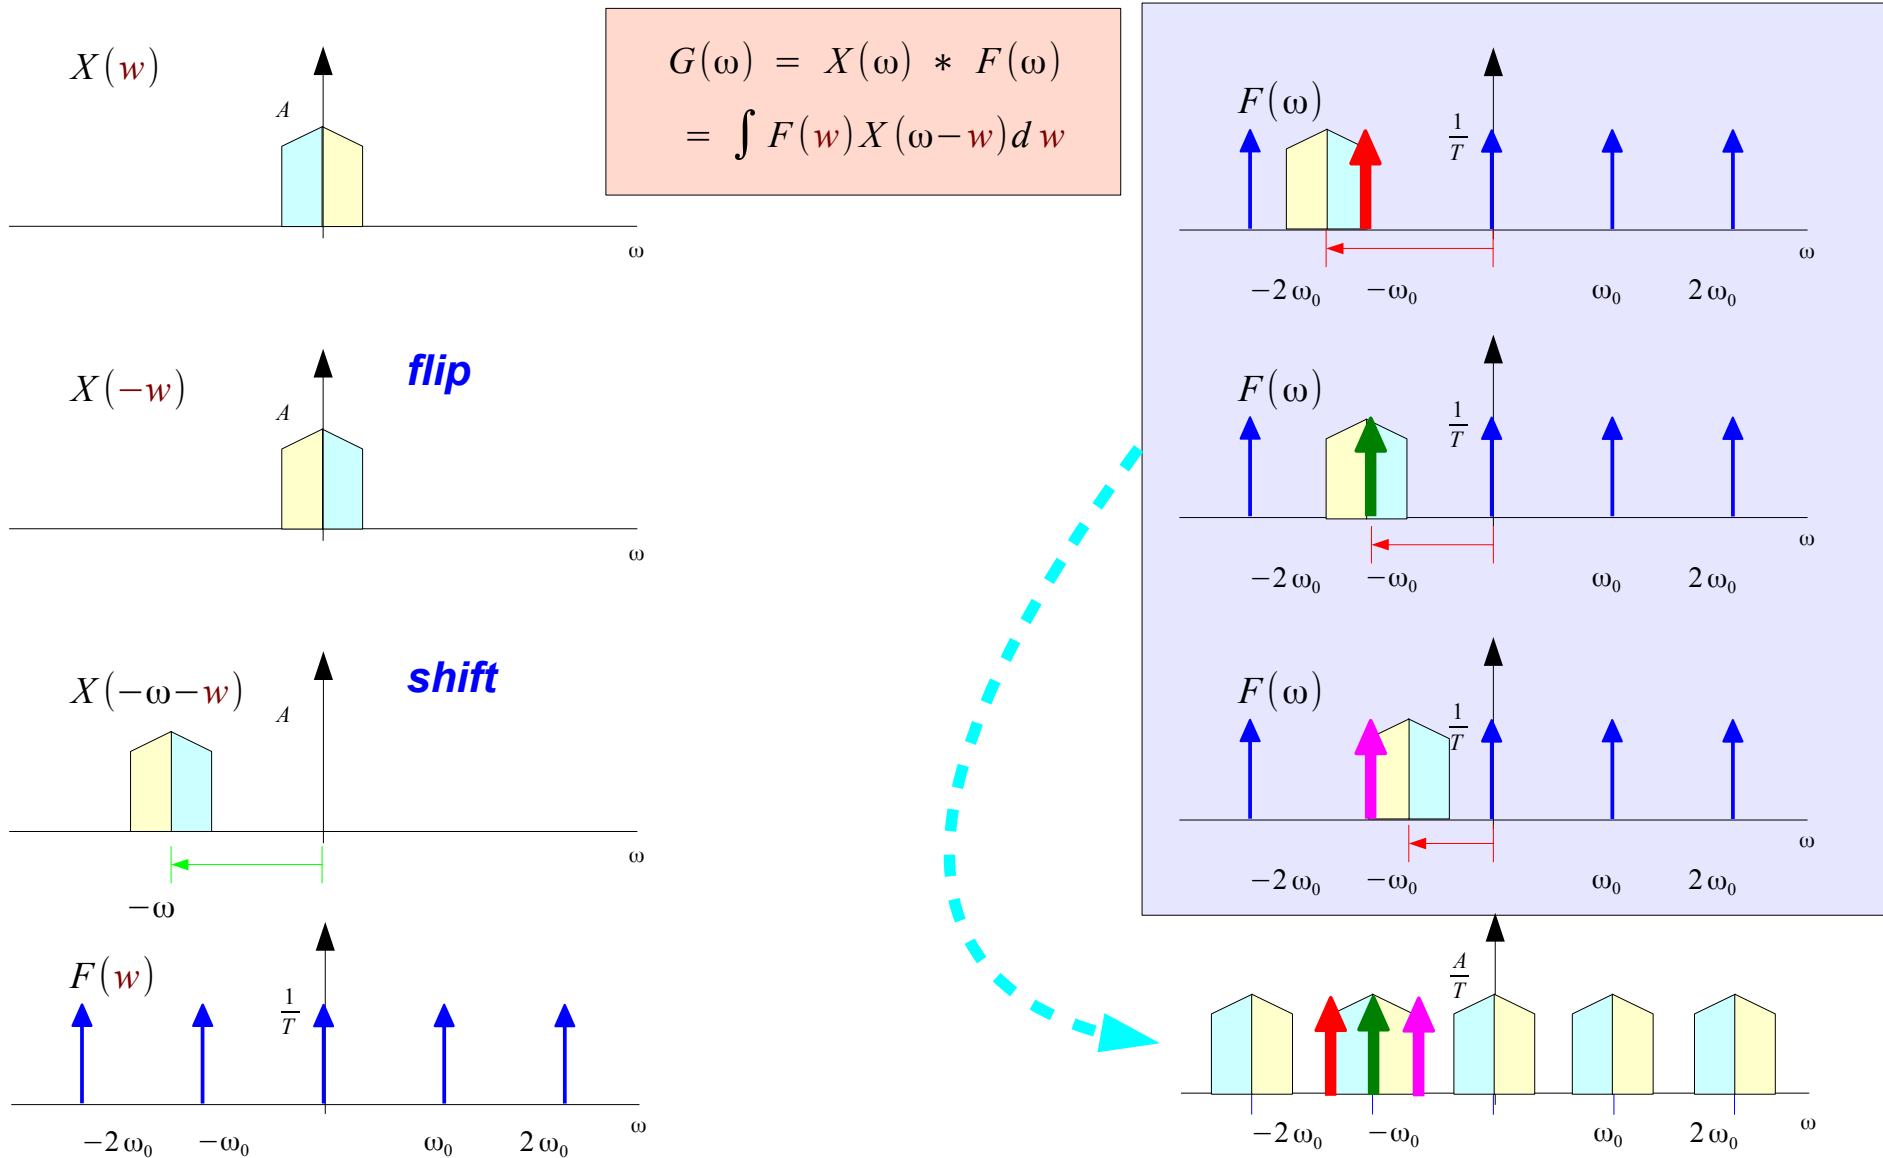 X(w)
A
ω
X(−w)
flip
A
ω
X(−ω−w)
shift
A
ω
−ω
F(w)
1/T
ω
−2ω₀ −ω₀ ω₀ 2ω₀
G(ω) = X(ω) * F(ω)
= ∫ F(w)X(ω−w)dw
F(ω)
1/T
ω
−2ω₀ −ω₀ ω₀ 2ω₀
F(ω)
1/T
ω
−2ω₀ −ω₀ ω₀ 2ω₀
F(ω)
1/T
ω
−2ω₀ −ω₀ ω₀ 2ω₀
A/T
ω
−2ω₀ −ω₀ ω₀ 2ω₀